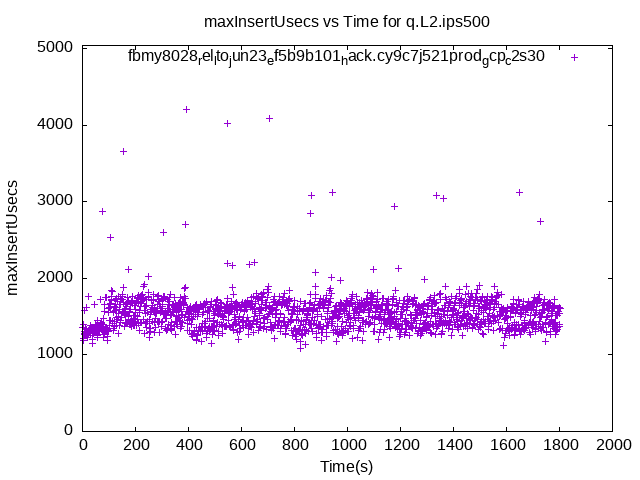 maxInsertUsecs vs Time for q.L2.ips500
fbmy8028relltojun23ef5b9b101hack.cy9c7j521prodgcpc2s30
5000
4000
3000
2000
1000
0
maxInsertUsecs
0 200 400 600 800 1000 1200 1400 1600 1800 2000
Time(s)